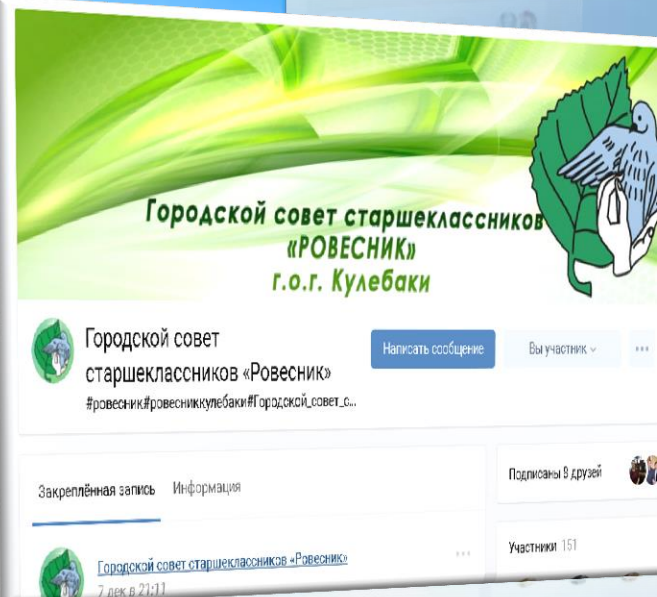 Городской совет старшеклассников
«РОВЕСНИК»
г.о.г. Кулебаки
Городской совет
старшеклассников «Ровесник»
#ровесник#ровесниккулебаки#Городской_совет_с...
Написать сообщение
Вы участник
Закреплённая запись Информация
Подписаны 8 друзей
Городской совет старшеклассников «Ровесник»
7 дек в 21:11
Участники 151